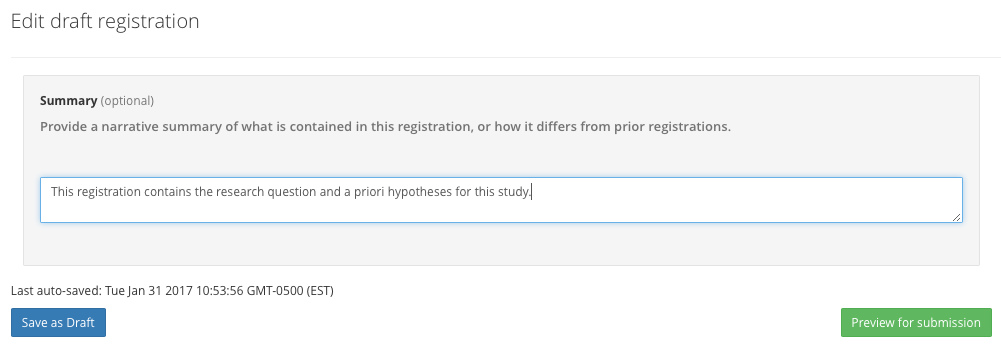 Edit draft registration
Summary (optional)
Provide a narrative summary of what is contained in this registration, or how it differs from prior registrations.
This registration contains the research question and a priori hypotheses for this study.
Last auto-saved: Tue Jan 31 2017 10:53:56 GMT-0500 (EST)
Save as Draft
Preview for submission